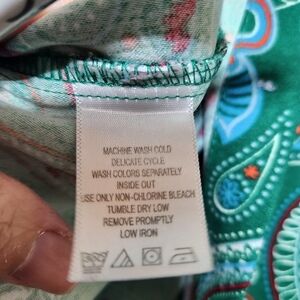 MACHINE WASH COLD
DELICATE CYCLE
WASH COLORS SEPARATELY
INSIDE OUT
USE ONLY NON-CHLORINE BLEACH
TUMBLE DRY LOW
REMOVE PROMPTLY
LOW IRON